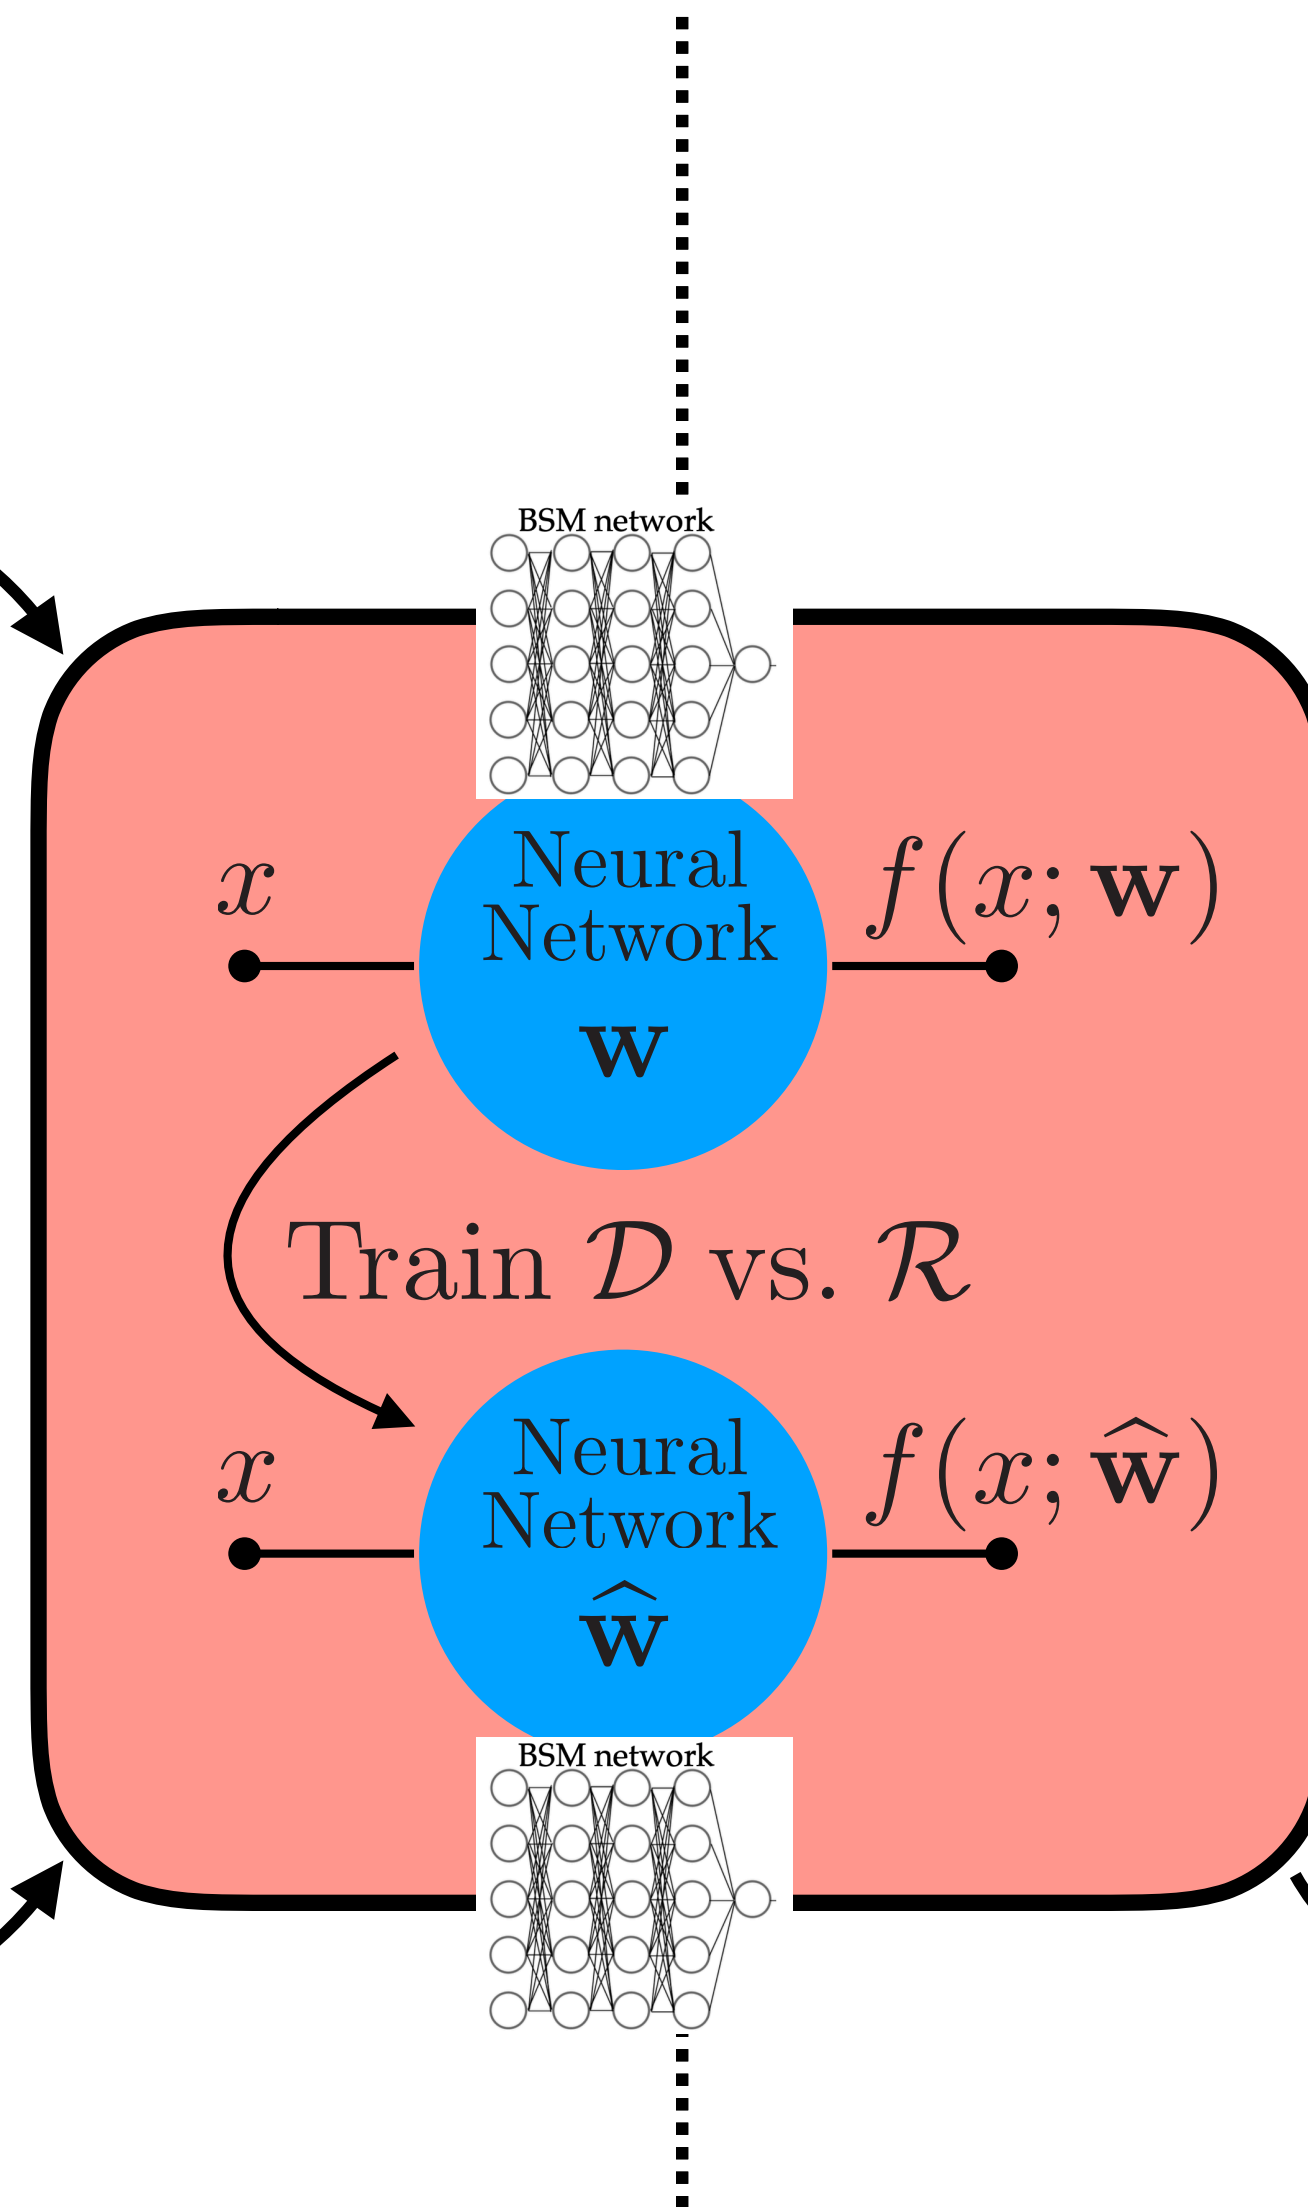 BSM network
Neural
Network
w
x
f(x; w)
Train 𝒟 vs. ℛ
Neural
Network
ŵ
x
f(x; ŵ)
BSM network